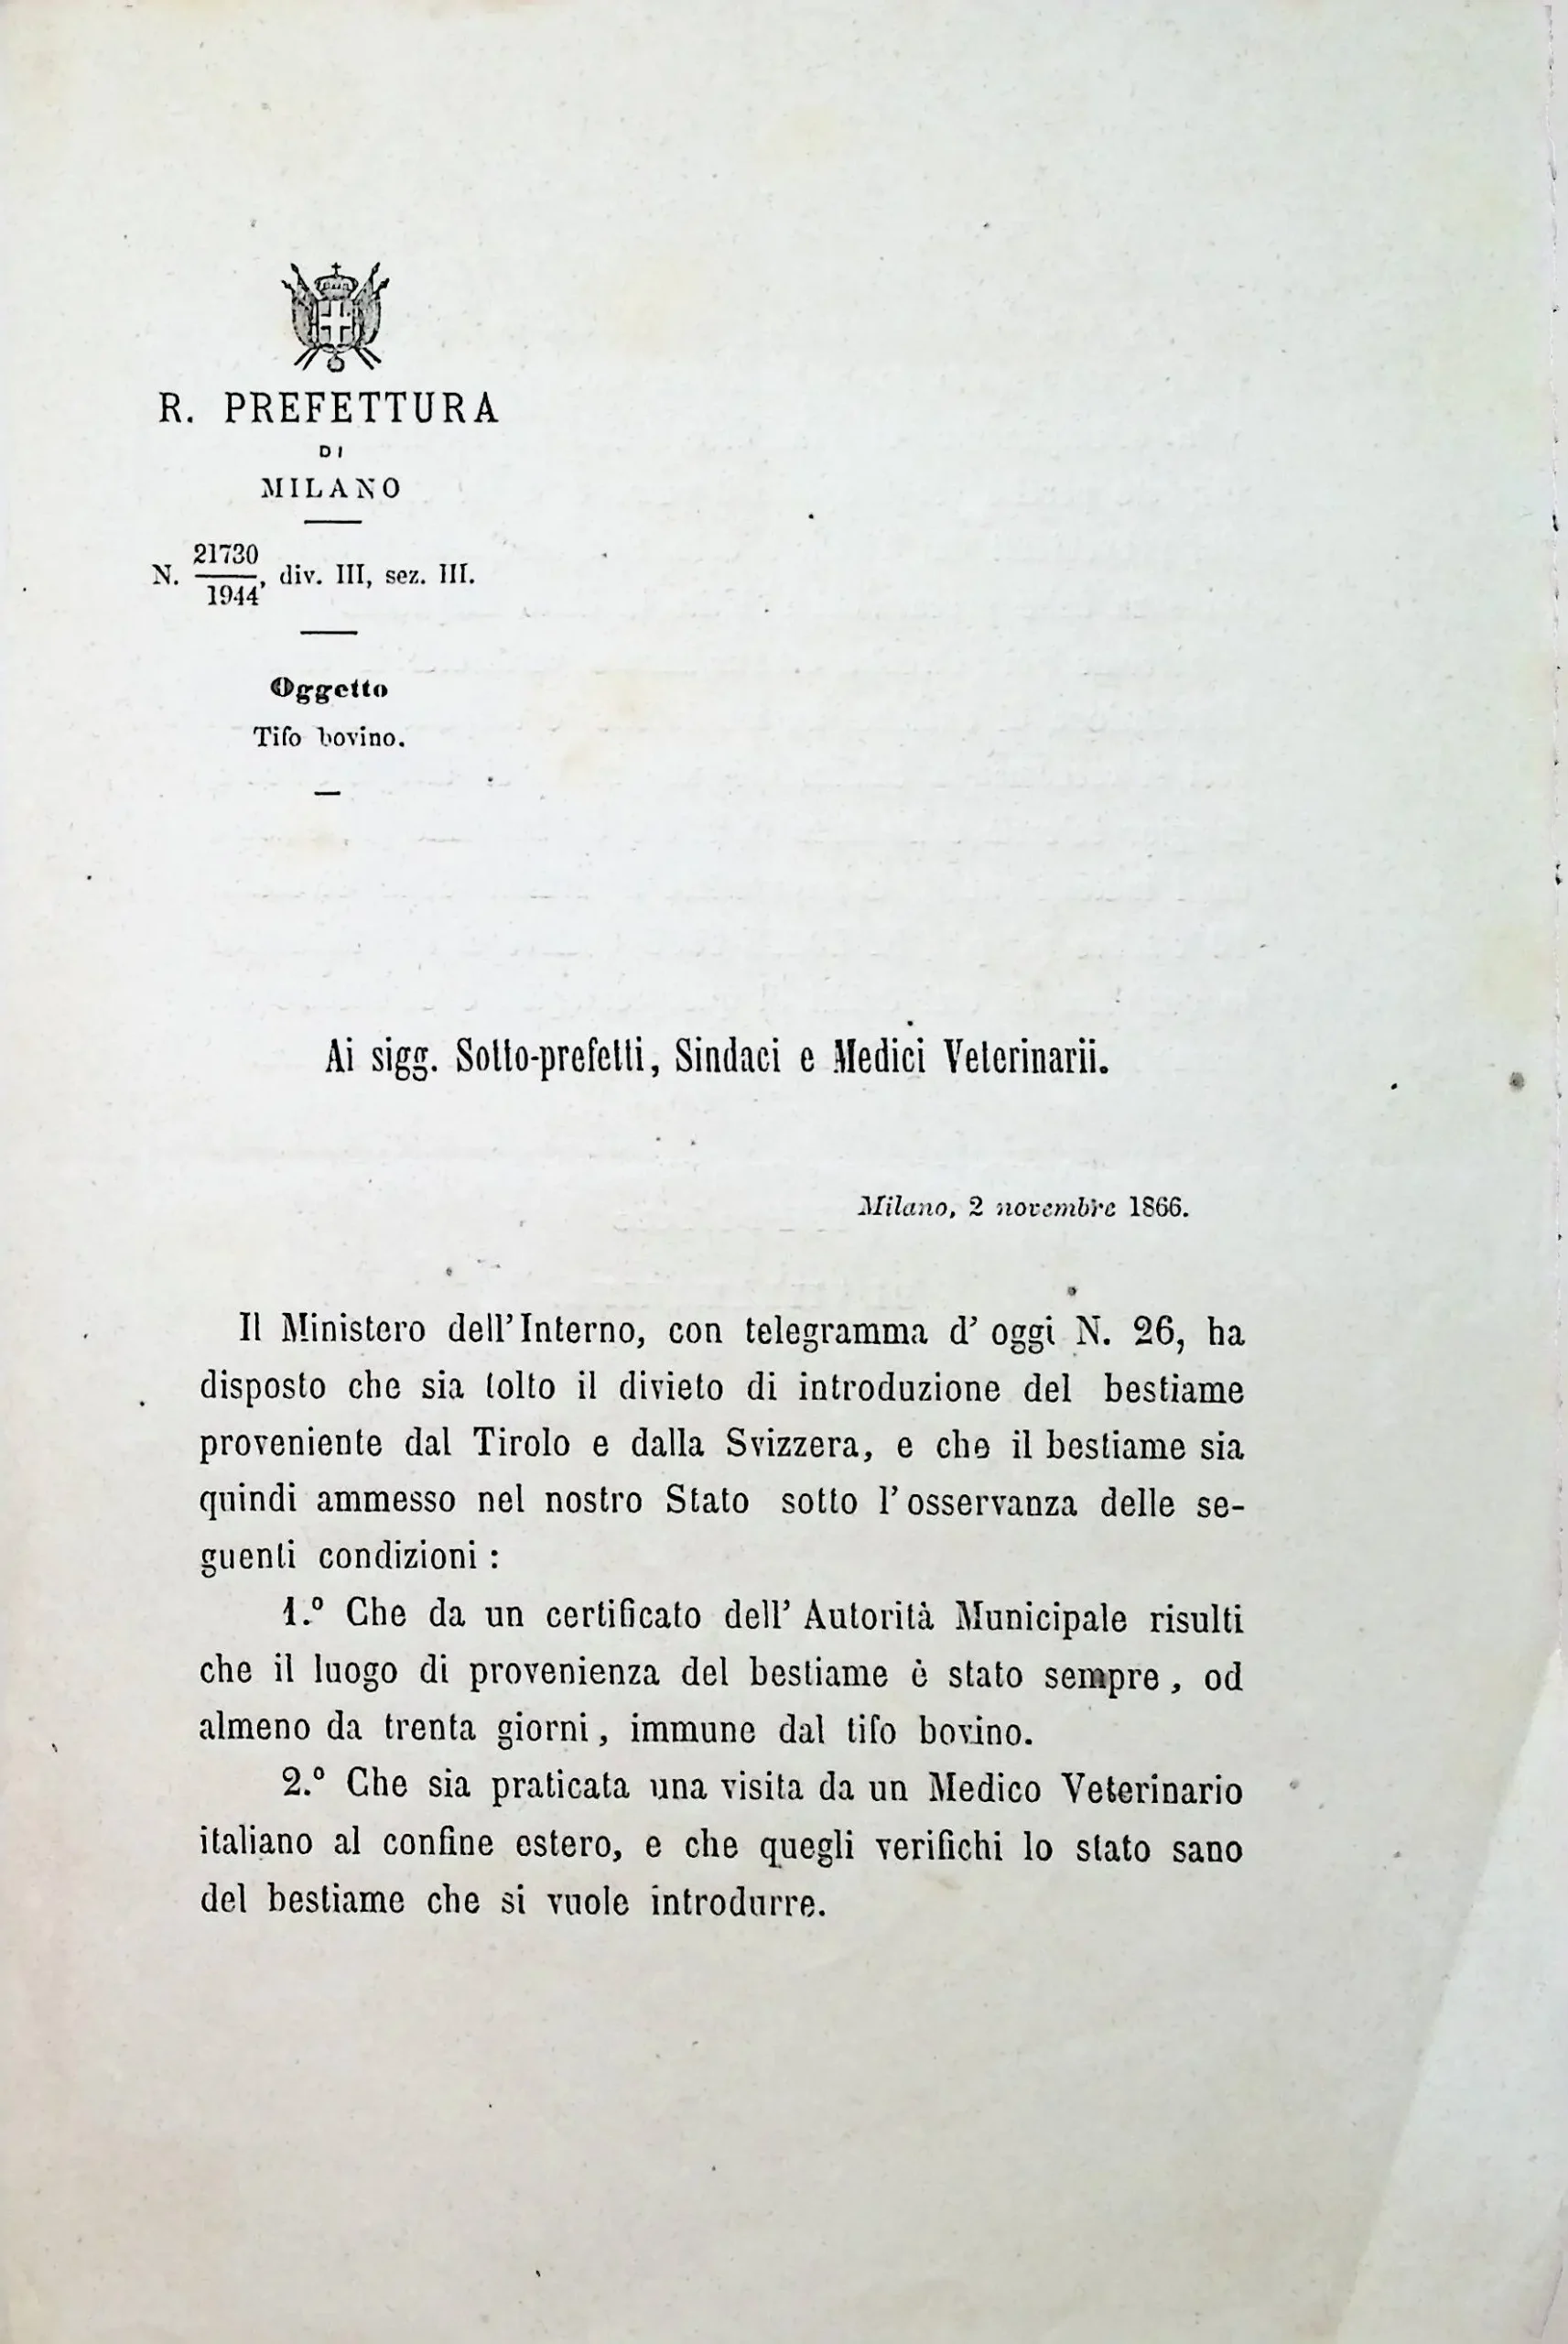 R. PREFETTURA
DI
MILANO
N. 21730/1944, div. III, sez. III.
Oggetto
Tifo bovino.
Ai sigg. Sotto-prefetti, Sindaci e Medici Veterinarii.
Milano, 2 novembre 1866.
Il Ministero dell'Interno, con telegramma d' oggi N. 26, ha
disposto che sia tolto il divieto di introduzione del bestiame
proveniente dal Tirolo e dalla Svizzera, e che il bestiame sia
quindi ammesso nel nostro Stato sotto l' osservanza delle se-
guenti condizioni :
1.º Che da un certificato dell' Autorità Municipale risulti
che il luogo di provenienza del bestiame è stato sempre, od
almeno da trenta giorni, immune dal tifo bovino.
2.º Che sia praticata una visita da un Medico Veterinario
italiano al confine estero, e che quegli verifichi lo stato sano
del bestiame che si vuole introdurre.